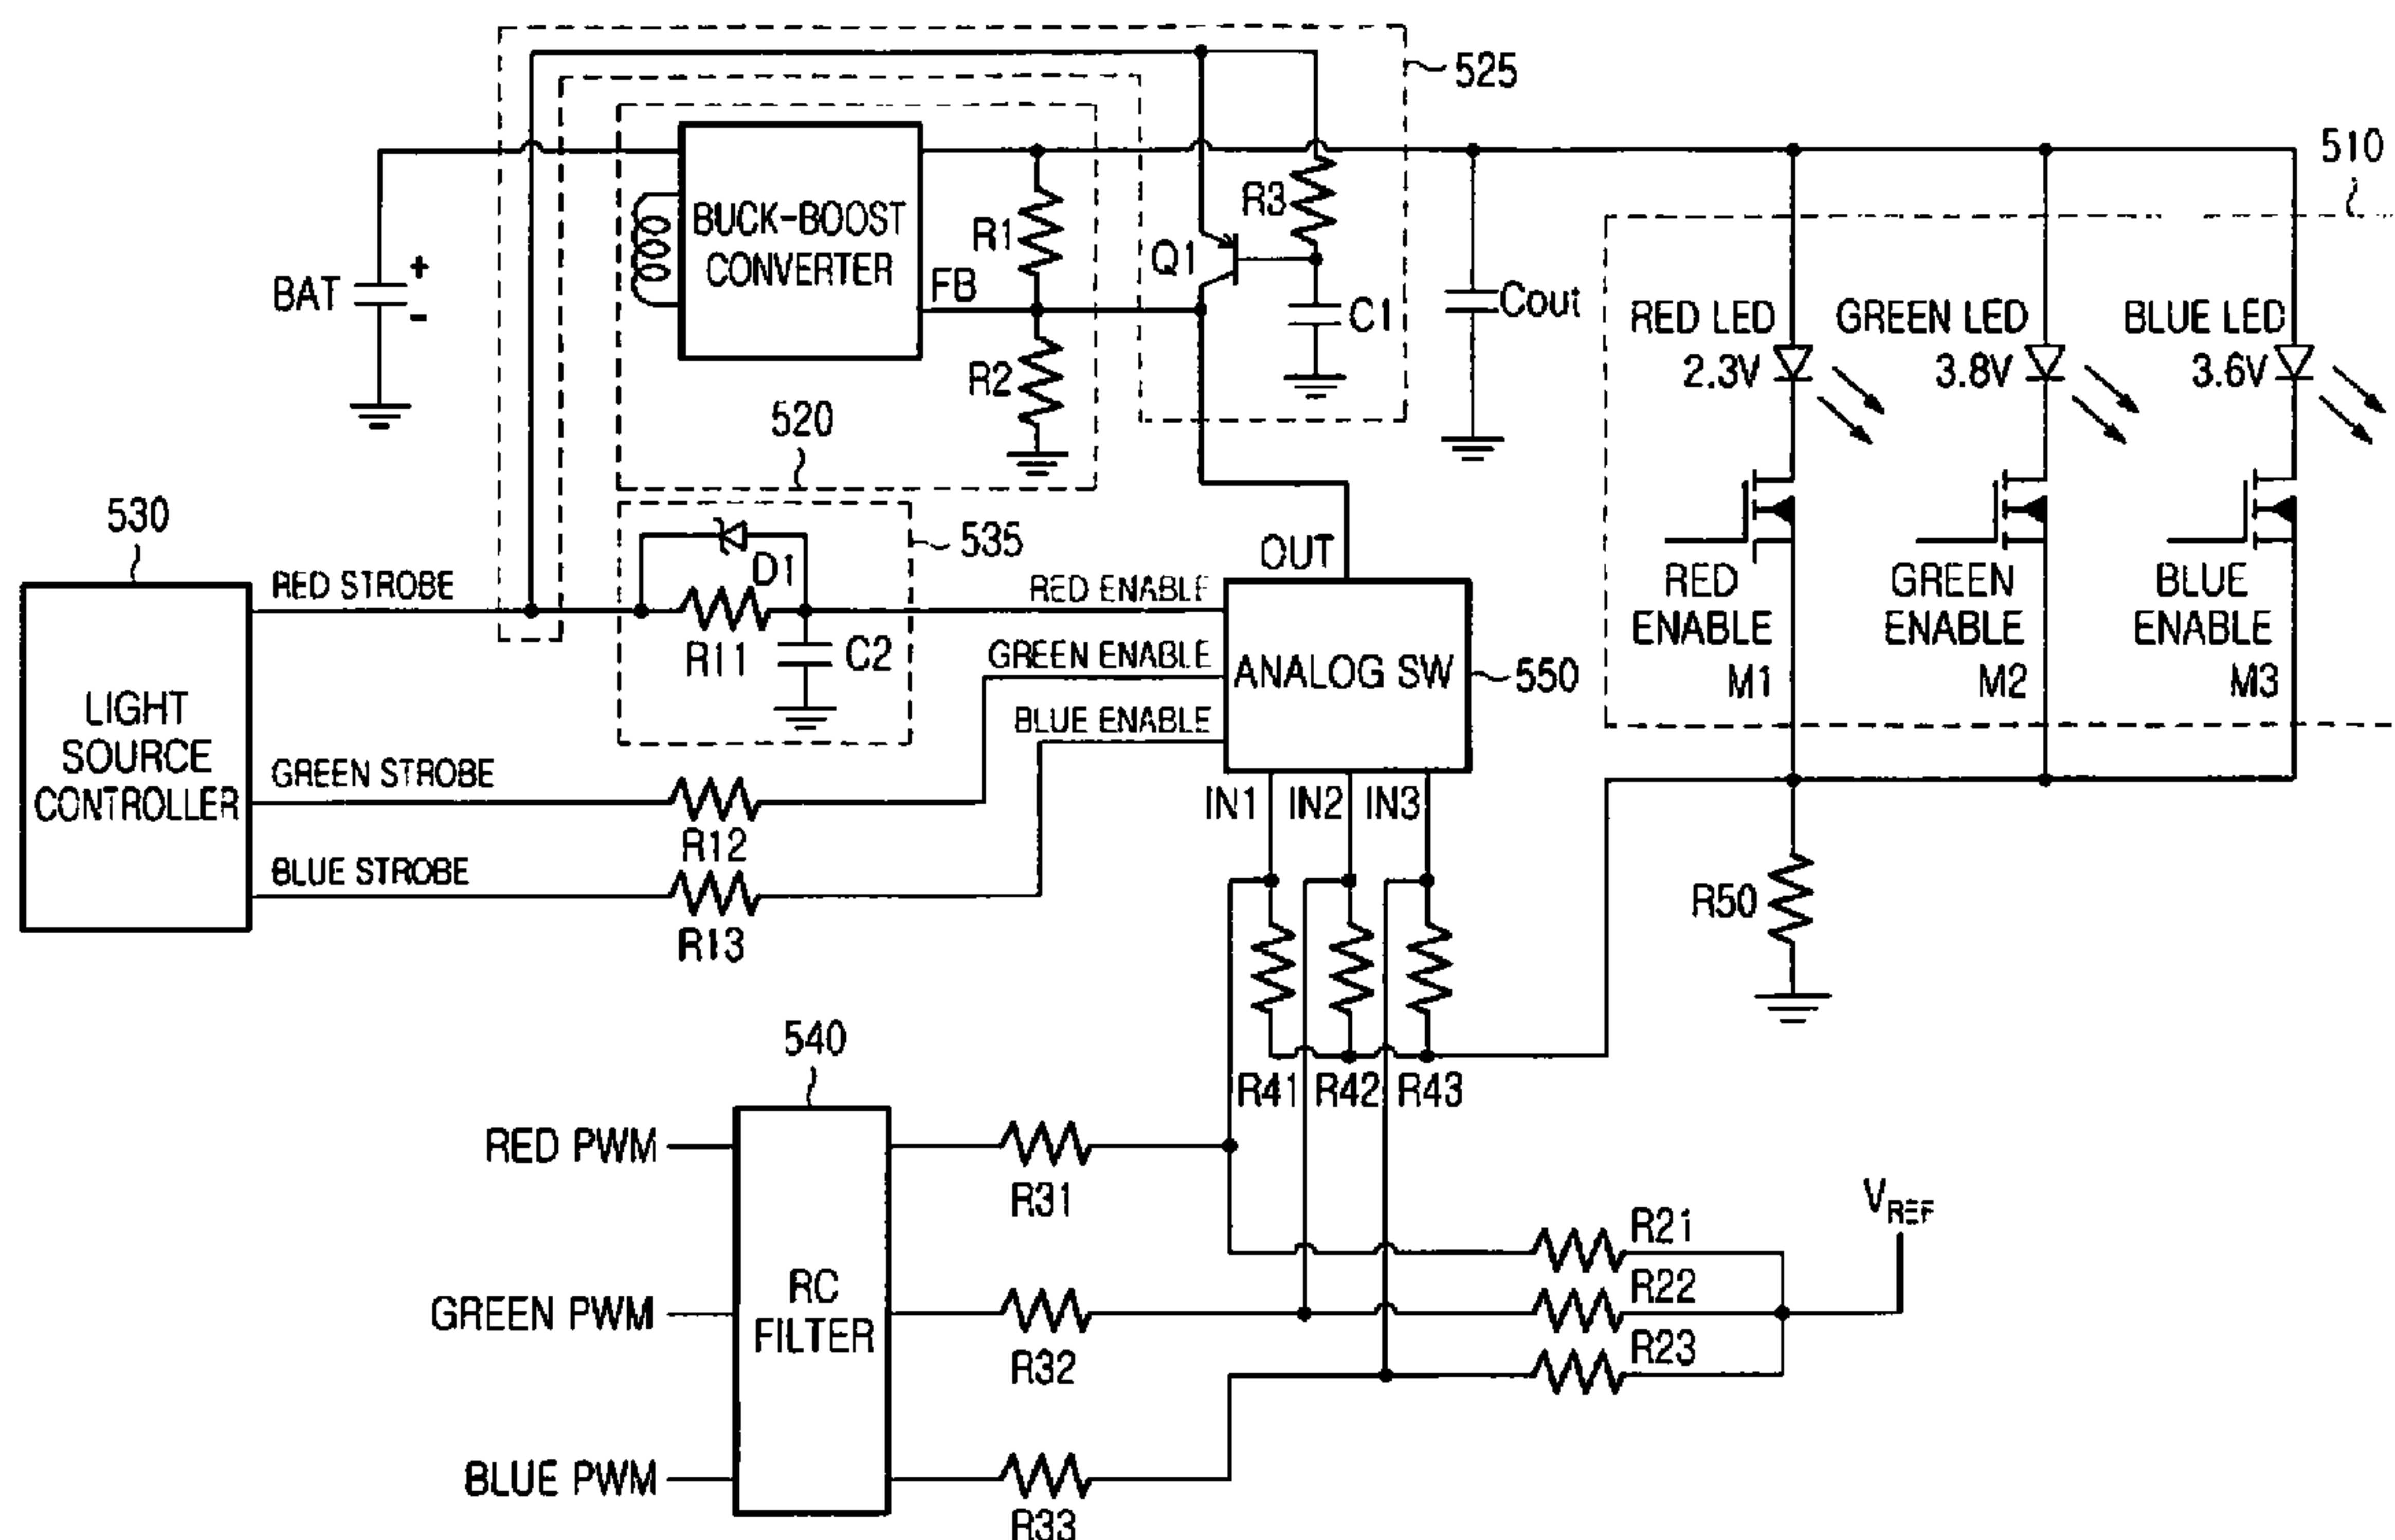 525
510
BUCK-BOOST
CONVERTER
R1
R3
Q1
BAT
+
-
FB
R2
C1
Cout
RED LED
2.3V
GREEN LED
3.8V
BLUE LED
3.6V
520
530
535
D1
OUT
RED STROBE
R11
C2
RED ENABLE
GREEN ENABLE
BLUE ENABLE
ANALOG SW
550
RED
ENABLE
M1
GREEN
ENABLE
M2
BLUE
ENABLE
M3
LIGHT
SOURCE
CONTROLLER
GREEN STROBE
R12
BLUE STROBE
R13
IN1
IN2
IN3
R50
R41
R42
R43
540
RED PWM
GREEN PWM
BLUE PWM
RC
FILTER
R31
R32
R33
R21
R22
R23
VREF